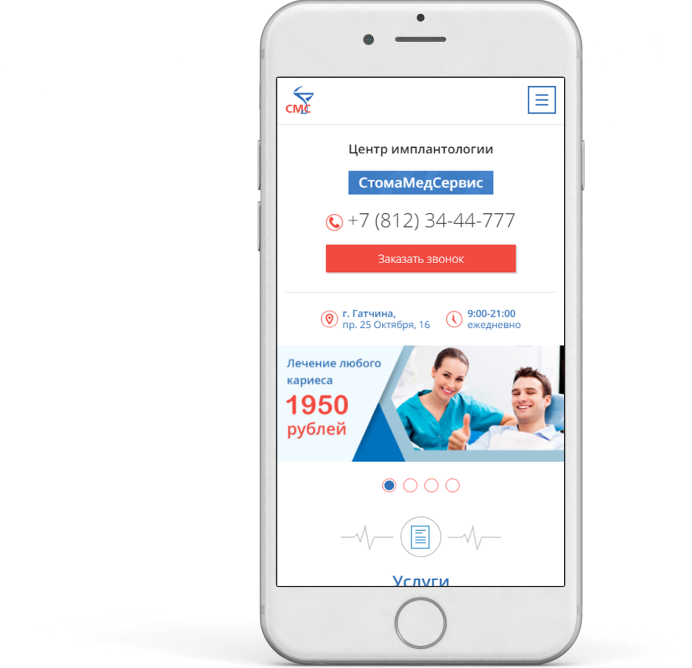 СМС
Центр имплантологии
СтомаМедСервис
+7 (812) 34-44-777
Заказать звонок
г. Гатчина,
пр. 25 Октября, 16
9:00-21:00
ежедневно
Лечение любого
кариеса
1950
рублей
Услуги